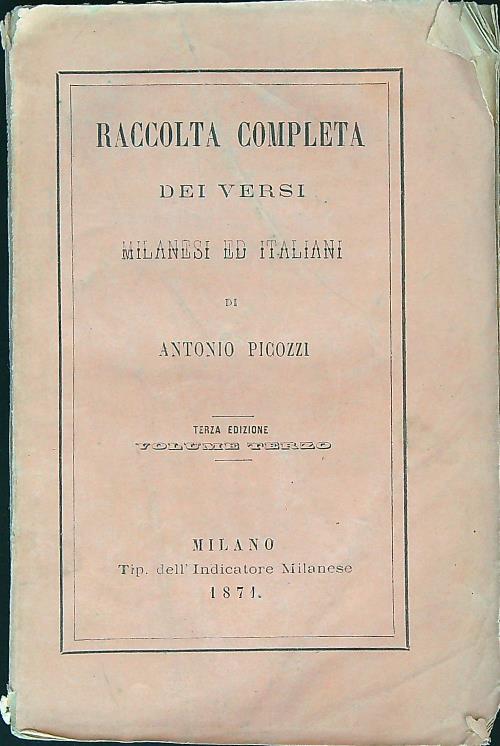 RACCOLTA COMPLETA
DEI VERSI
MILANESI ED ITALIANI
DI
ANTONIO PICOZZI
TERZA EDIZIONE
VOLUME TERZO
MILANO
Tip. dell' Indicatore Milanese
1871.